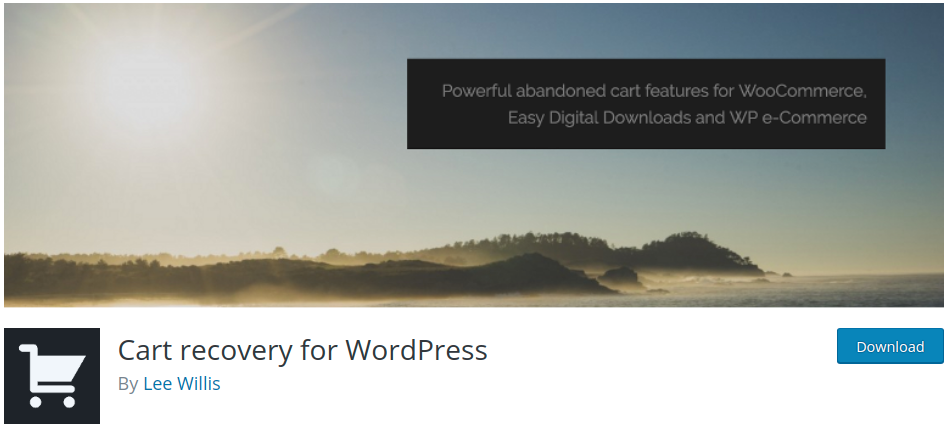 Powerful abandoned cart features for WooCommerce,
Easy Digital Downloads and WP e-Commerce
Cart recovery for WordPress
Download
By Lee Willis